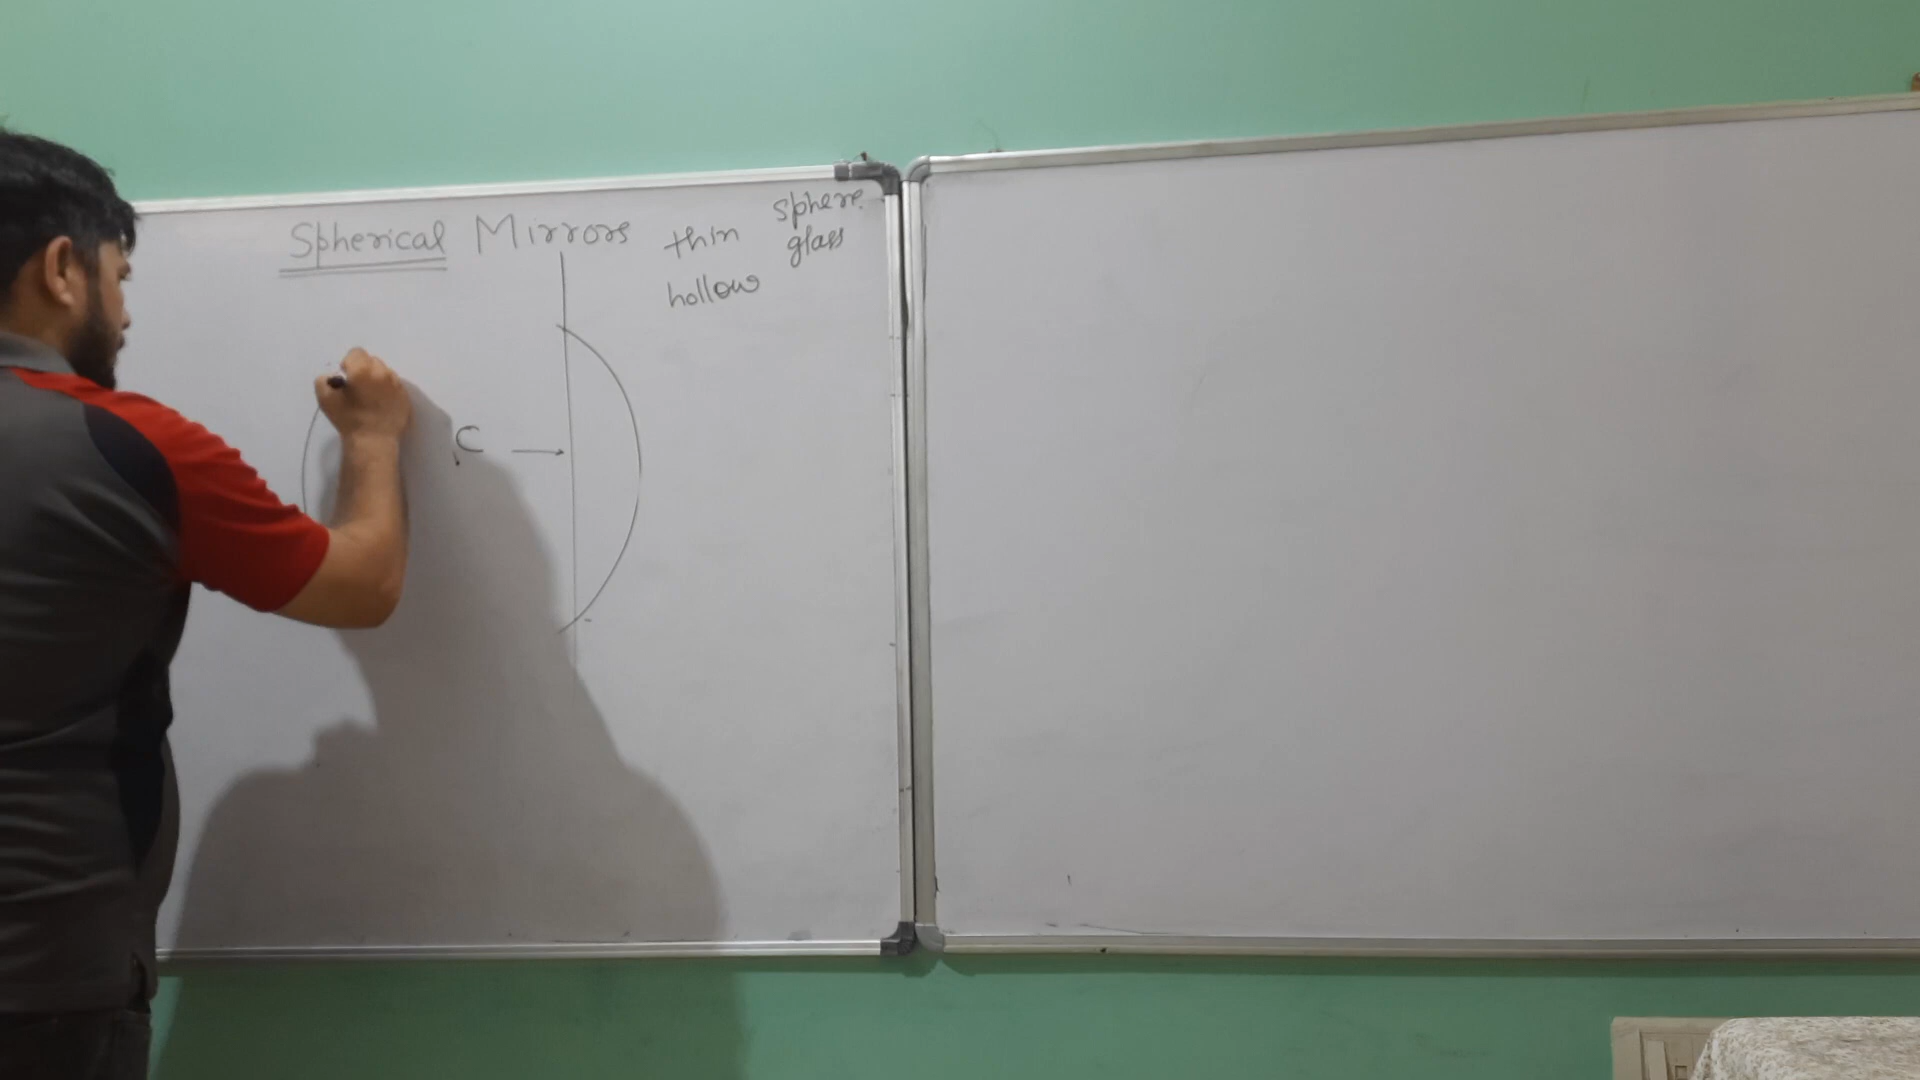 Spherical Mirrors
thin sphere
glass
hollow
C